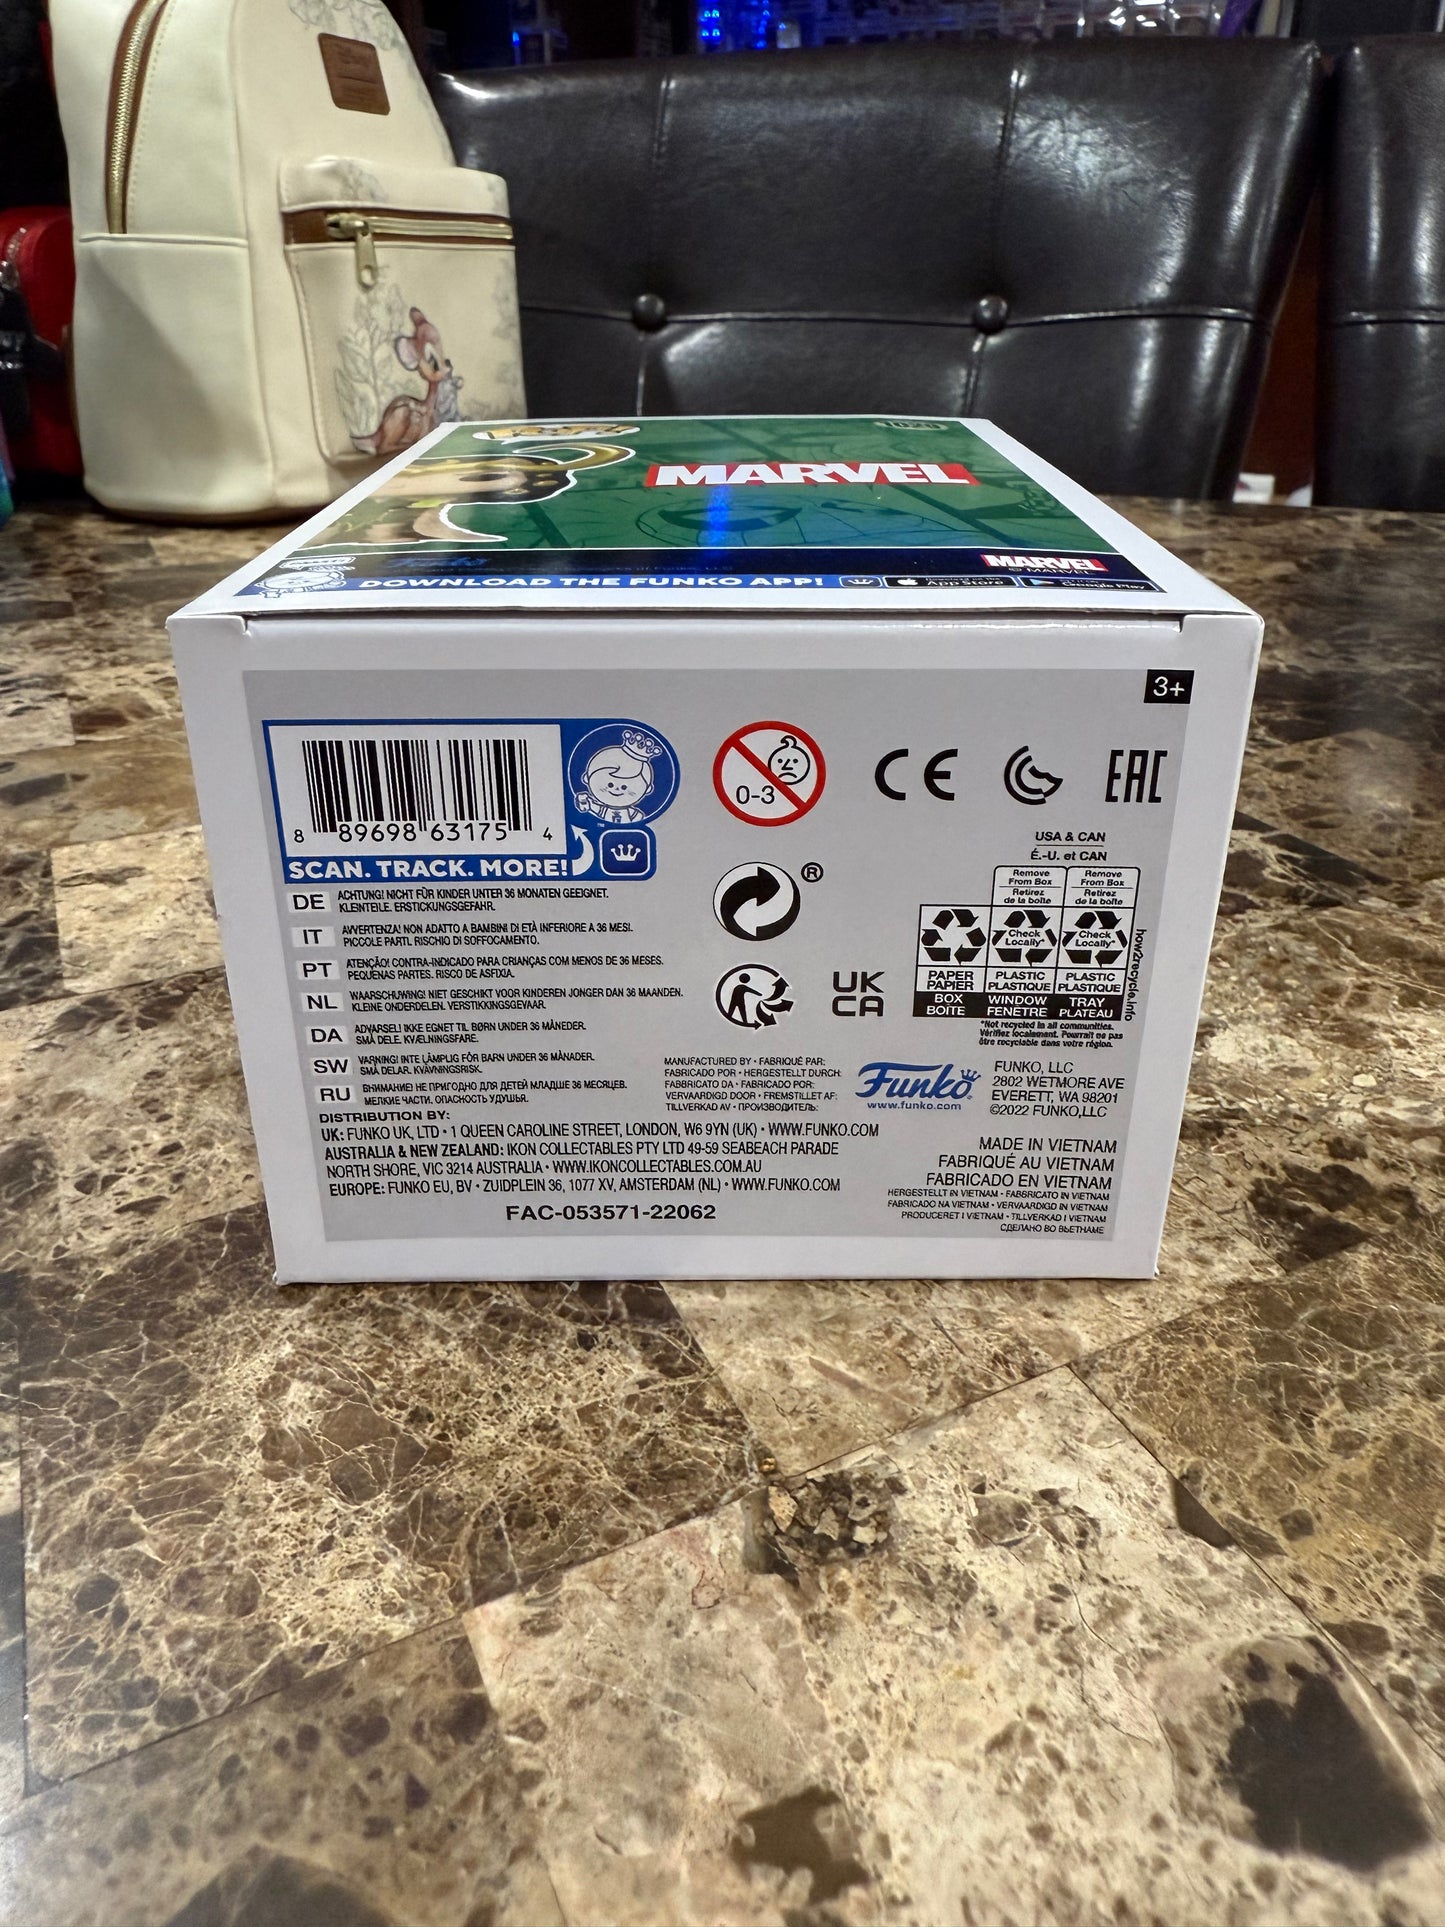 MARVEL
MARVEL
© MARVEL
DOWNLOAD THE FUNKO APP!
App Store
Google Play
3+
8 89698 63175 4
SCAN. TRACK. MORE!
™
0-3
CE
EAC
®
UK
CA
USA & CAN
É.-U. et CAN
Remove From Box
Retirez de la boîte
Remove From Box
Retirez de la boîte
Check Locally*
Check Locally*
PAPER
PAPIER
PLASTIC
PLASTIQUE
PLASTIC
PLASTIQUE
BOX
BOÎTE
WINDOW
FENÊTRE
TRAY
PLATEAU
how2recycle.info
*Not recycled in all communities.
Vérifiez localement. Pourrait ne pas
être recyclable dans votre région.
DE ACHTUNG! NICHT FÜR KINDER UNTER 36 MONATEN GEEIGNET.
KLEINTEILE. ERSTICKUNGSGEFAHR.
IT AVVERTENZA! NON ADATTO A BAMBINI DI ETÀ INFERIORE A 36 MESI.
PICCOLE PARTI. RISCHIO DI SOFFOCAMENTO.
PT ATENÇÃO! CONTRA-INDICADO PARA CRIANÇAS COM MENOS DE 36 MESES.
PEQUENAS PARTES. RISCO DE ASFIXIA.
NL WAARSCHUWING! NIET GESCHIKT VOOR KINDEREN JONGER DAN 36 MAANDEN.
KLEINE ONDERDELEN. VERSTIKKINGSGEVAAR.
DA ADVARSEL! IKKE EGNET TIL BØRN UNDER 36 MÅNEDER.
SMÅ DELE. KVÆLNINGSFARE.
SW VARNING! INTE LÄMPLIG FÖR BARN UNDER 36 MÅNADER.
SMÅ DELAR. KVÄVNINGSRISK.
RU ВНИМАНИЕ! НЕ ПРИГОДНО ДЛЯ ДЕТЕЙ МЛАДШЕ 36 МЕСЯЦЕВ.
МЕЛКИЕ ЧАСТИ. ОПАСНОСТЬ УДУШЬЯ.
MANUFACTURED BY • FABRIQUÉ PAR:
FABRICADO POR • HERGESTELLT DURCH:
FABBRICATO DA • FABRICADO POR:
VERVAARDIGD DOOR • FREMSTILLET AF:
TILLVERKAD AV • ПРОИЗВОДИТЕЛЬ:
Funko®
www.funko.com
FUNKO, LLC
2802 WETMORE AVE
EVERETT, WA 98201
©2022 FUNKO,LLC
DISTRIBUTION BY:
UK: FUNKO UK, LTD • 1 QUEEN CAROLINE STREET, LONDON, W6 9YN (UK) • WWW.FUNKO.COM
AUSTRALIA & NEW ZEALAND: IKON COLLECTABLES PTY LTD 49-59 SEABEACH PARADE
NORTH SHORE, VIC 3214 AUSTRALIA • WWW.IKONCOLLECTABLES.COM.AU
EUROPE: FUNKO EU, BV • ZUIDPLEIN 36, 1077 XV, AMSTERDAM (NL) • WWW.FUNKO.COM
FAC-053571-22062
MADE IN VIETNAM
FABRIQUÉ AU VIETNAM
FABRICADO EN VIETNAM
HERGESTELLT IN VIETNAM • FABBRICATO IN VIETNAM
FABRICADO NA VIETNAM • VERVAARDIGD IN VIETNAM
PRODUCERET I VIETNAM • TILLVERKAD I VIETNAM
СДЕЛАНО ВО ВЬЕТНАМЕ